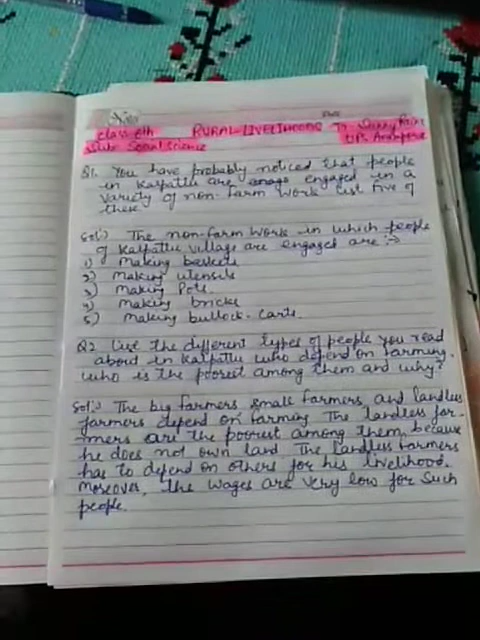 Note
Date
Class 6th RURAL LIVELIHOODS T:- Sunny
Sub: Social Science UPS
Q1. You have probably noticed that people
in Kalpattu are engaged in a
variety of non-farm work List five of
these.
Sol:) The non-farm work in which people
of Kalpattu village are engaged are :->
1) Making baskets
2) Making utensils
3) Making Pots.
4) Making bricks
5) Making bullock-carts.
Q2 List the different types of people you read
about in Kalpattu who depend on farming.
who is the poorest among them and why?
Sol:) The big farmers, small farmers and landless
farmers depend on farming The landless far-
mers are the poorest among them, because
he does not own land The landless farmers
has to depend on others for his livelihood.
Moreover, the wages are very low for such
people.